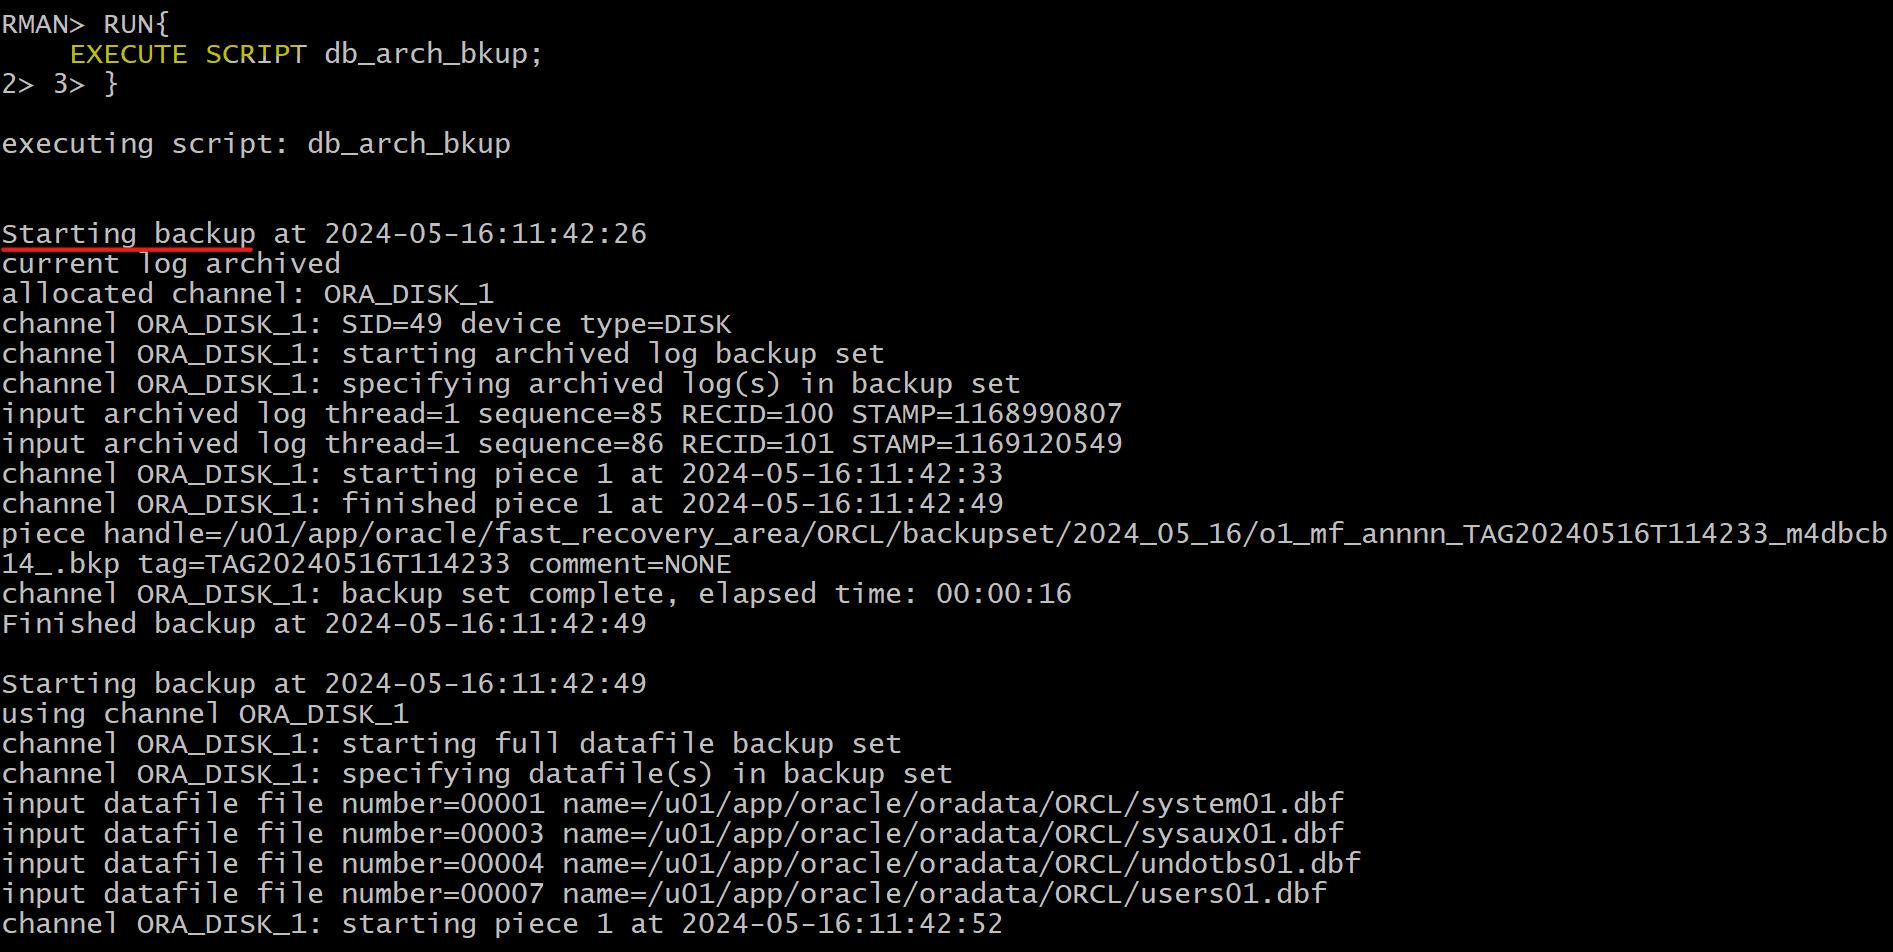 RMAN> RUN{
    EXECUTE SCRIPT db_arch_bkup;
2> 3> }
executing script: db_arch_bkup
Starting backup at 2024-05-16:11:42:26
current log archived
allocated channel: ORA_DISK_1
channel ORA_DISK_1: SID=49 device type=DISK
channel ORA_DISK_1: starting archived log backup set
channel ORA_DISK_1: specifying archived log(s) in backup set
input archived log thread=1 sequence=85 RECID=100 STAMP=1168990807
input archived log thread=1 sequence=86 RECID=101 STAMP=1169120549
channel ORA_DISK_1: starting piece 1 at 2024-05-16:11:42:33
channel ORA_DISK_1: finished piece 1 at 2024-05-16:11:42:49
piece handle=/u01/app/oracle/fast_recovery_area/ORCL/backupset/2024_05_16/o1_mf_annnn_TAG20240516T114233_m4dbcb
14_.bkp tag=TAG20240516T114233 comment=NONE
channel ORA_DISK_1: backup set complete, elapsed time: 00:00:16
Finished backup at 2024-05-16:11:42:49
Starting backup at 2024-05-16:11:42:49
using channel ORA_DISK_1
channel ORA_DISK_1: starting full datafile backup set
channel ORA_DISK_1: specifying datafile(s) in backup set
input datafile file number=00001 name=/u01/app/oracle/oradata/ORCL/system01.dbf
input datafile file number=00003 name=/u01/app/oracle/oradata/ORCL/sysaux01.dbf
input datafile file number=00004 name=/u01/app/oracle/oradata/ORCL/undotbs01.dbf
input datafile file number=00007 name=/u01/app/oracle/oradata/ORCL/users01.dbf
channel ORA_DISK_1: starting piece 1 at 2024-05-16:11:42:52